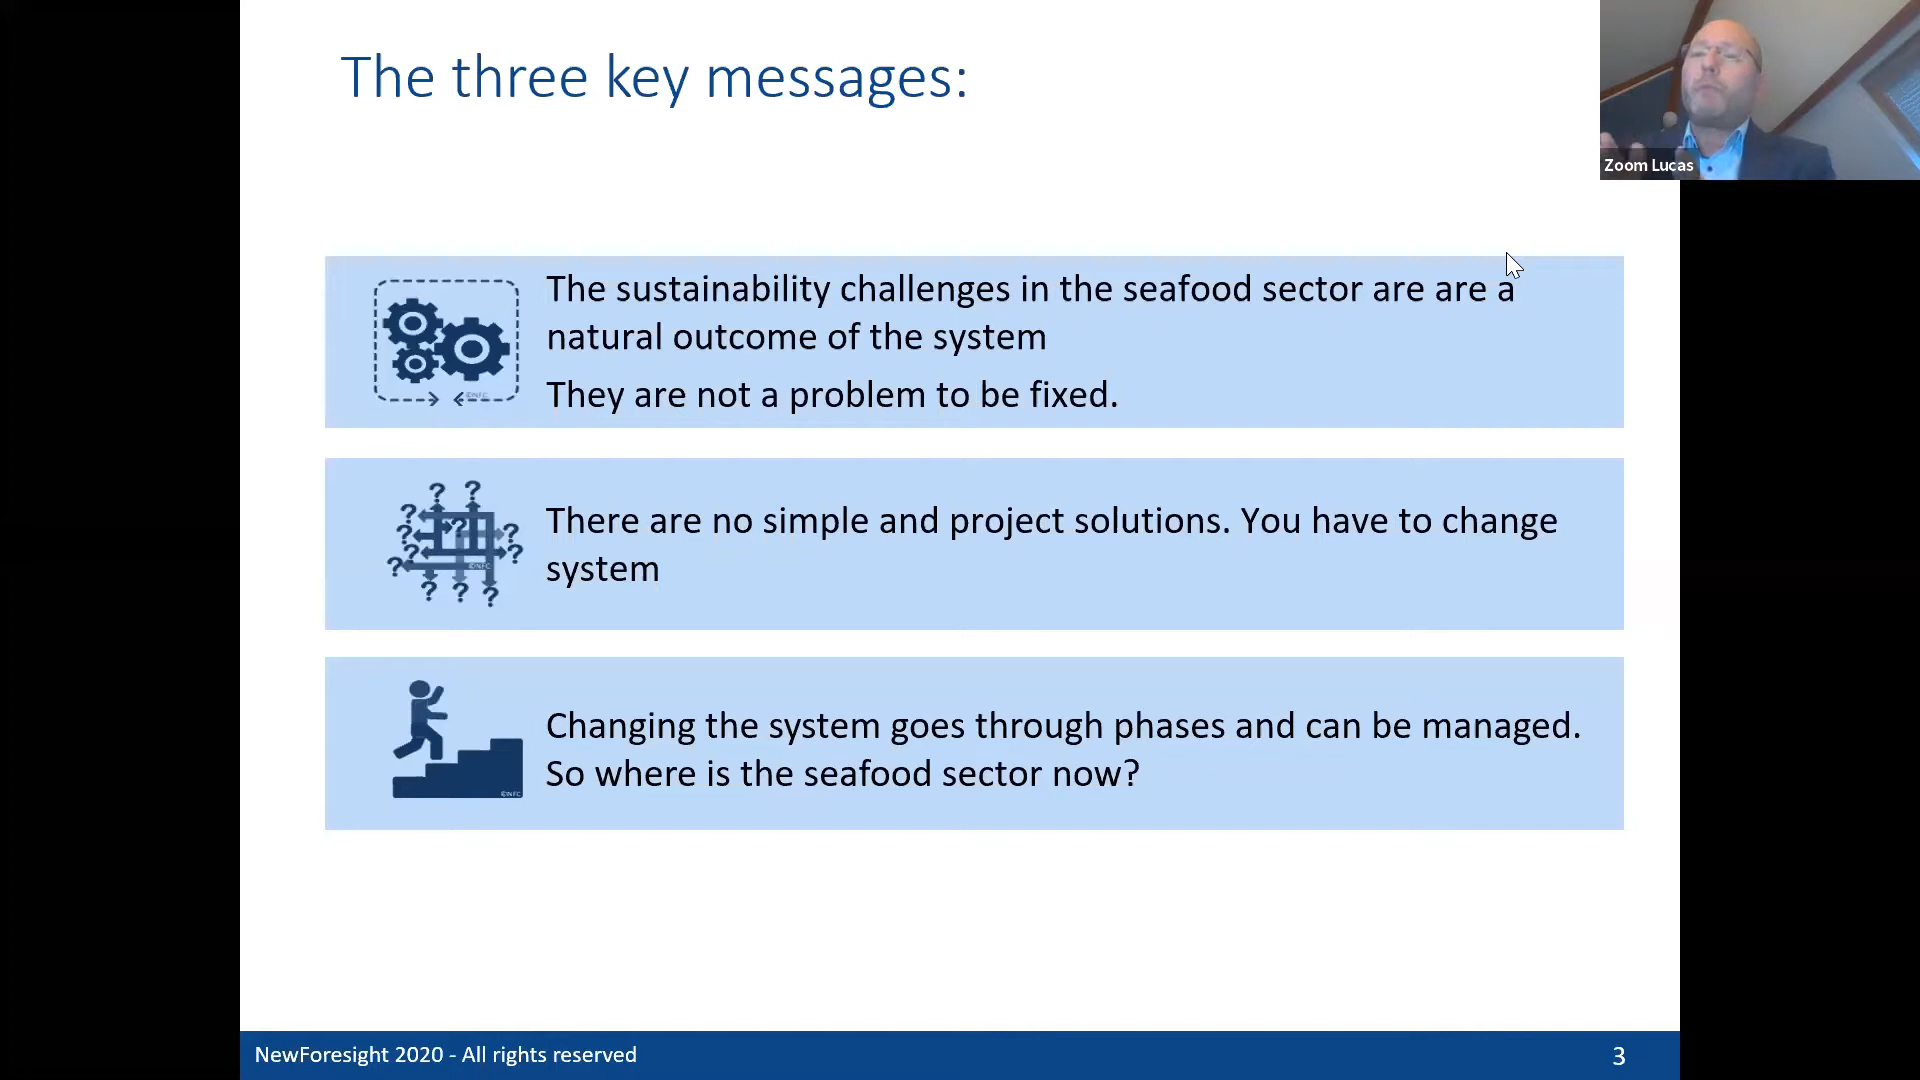 The three key messages:
Zoom Lucas
The sustainability challenges in the seafood sector are are a
natural outcome of the system
They are not a problem to be fixed.
©NFC
? ?
? ? ? ? ? ? ?
©NFC
? ? ?
There are no simple and project solutions. You have to change
system
Changing the system goes through phases and can be managed.
So where is the seafood sector now?
©NFC
NewForesight 2020 - All rights reserved
3